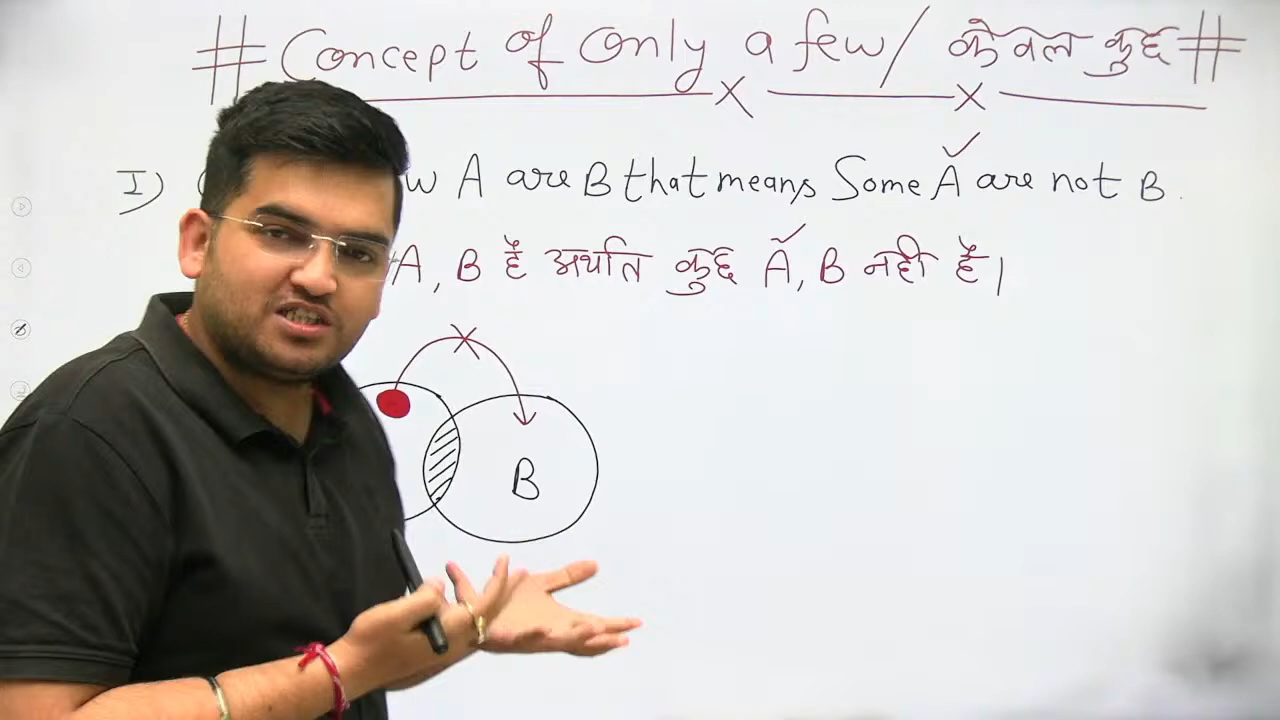 # Concept of Only a few / केवल कुछ #
I) w A are B that means Some A are not B.
A, B है अर्थात कुछ A, B नही है।
B